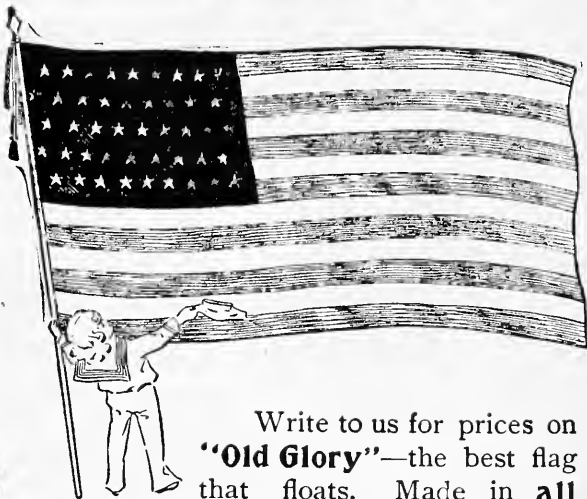 Write to us for prices on
"Old Glory"—the best flag
that floats. Made in all